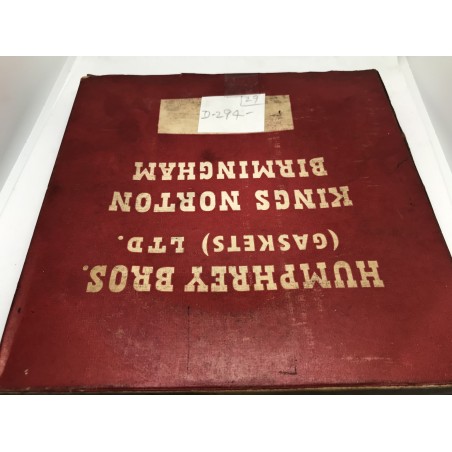 HUMPHREY BROS.
(GASKETS) LTD.
KINGS NORTON
BIRMINGHAM
29
D-294-